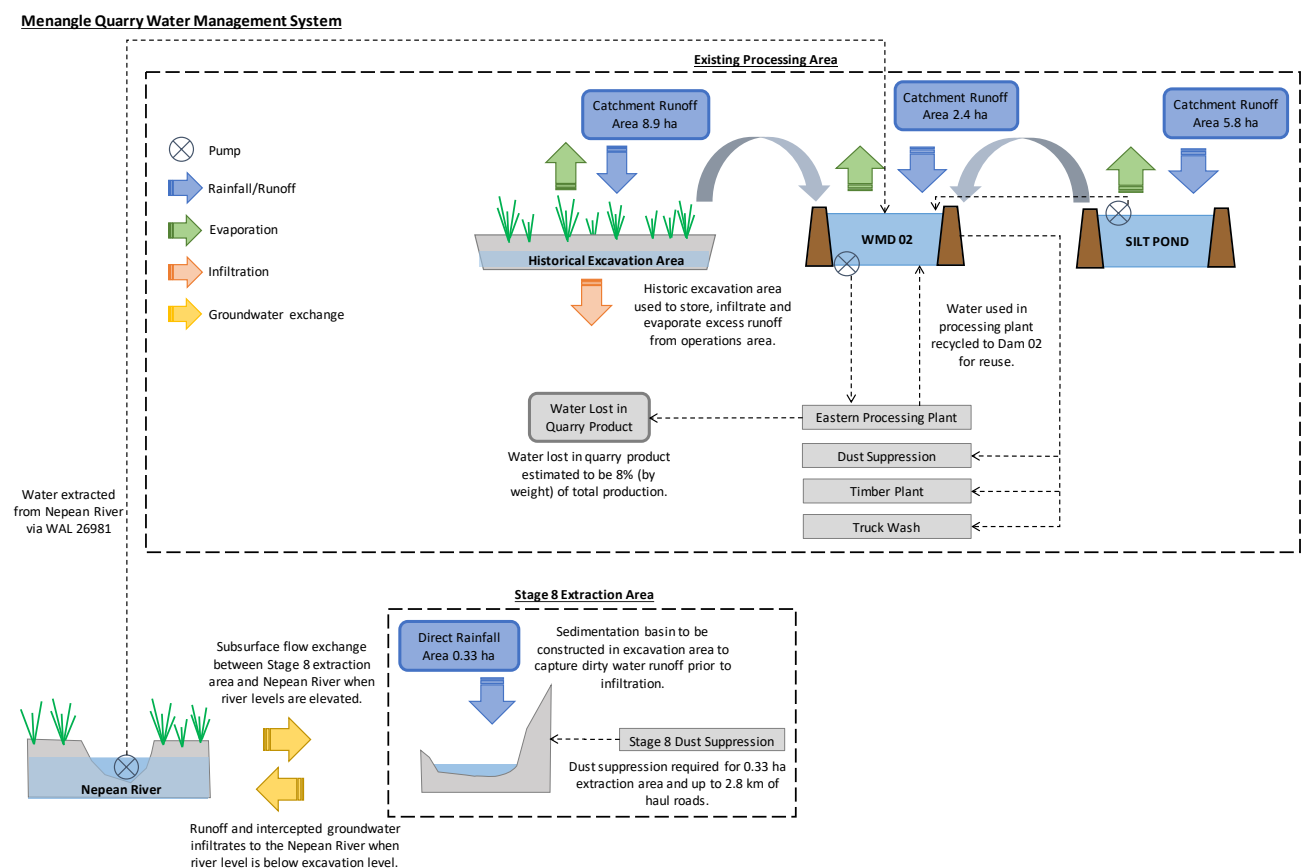 Menangle Quarry Water Management System
Existing Processing Area
Catchment Runoff
Area 8.9 ha
Catchment Runoff
Area 2.4 ha
Catchment Runoff
Area 5.8 ha
Pump
Rainfall/Runoff
Evaporation
Infiltration
Groundwater exchange
Historical Excavation Area
WMD 02
SILT POND
Historic excavation area
used to store, infiltrate and
evaporate excess runoff
from operations area.
Water used in
processing plant
recycled to Dam 02
for reuse.
Water Lost in
Quarry Product
Water lost in quarry product
estimated to be 8% (by
weight) of total production.
Eastern Processing Plant
Dust Suppression
Timber Plant
Truck Wash
Water extracted
from Nepean River
via WAL 26981
Stage 8 Extraction Area
Direct Rainfall
Area 0.33 ha
Sedimentation basin to be
constructed in excavation area to
capture dirty water runoff prior to
infiltration.
Stage 8 Dust Suppression
Dust suppression required for 0.33 ha
extraction area and up to 2.8 km of
haul roads.
Subsurface flow exchange
between Stage 8 extraction
area and Nepean River when
river levels are elevated.
Nepean River
Runoff and intercepted groundwater
infiltrates to the Nepean River when
river level is below excavation level.